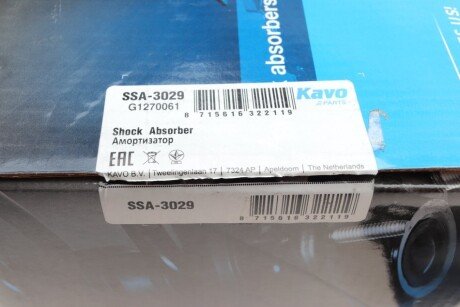 absorbers
SSA-3029
G1270061
8 715616 322119
Kavo
PARTS
Shock Absorber
Амортизатор
EAC
KAVO B.V. | Tweelingenlaan 17 | 7324 AP | Apeldoorn | The Netherlands
SSA-3029
8 715616 322119